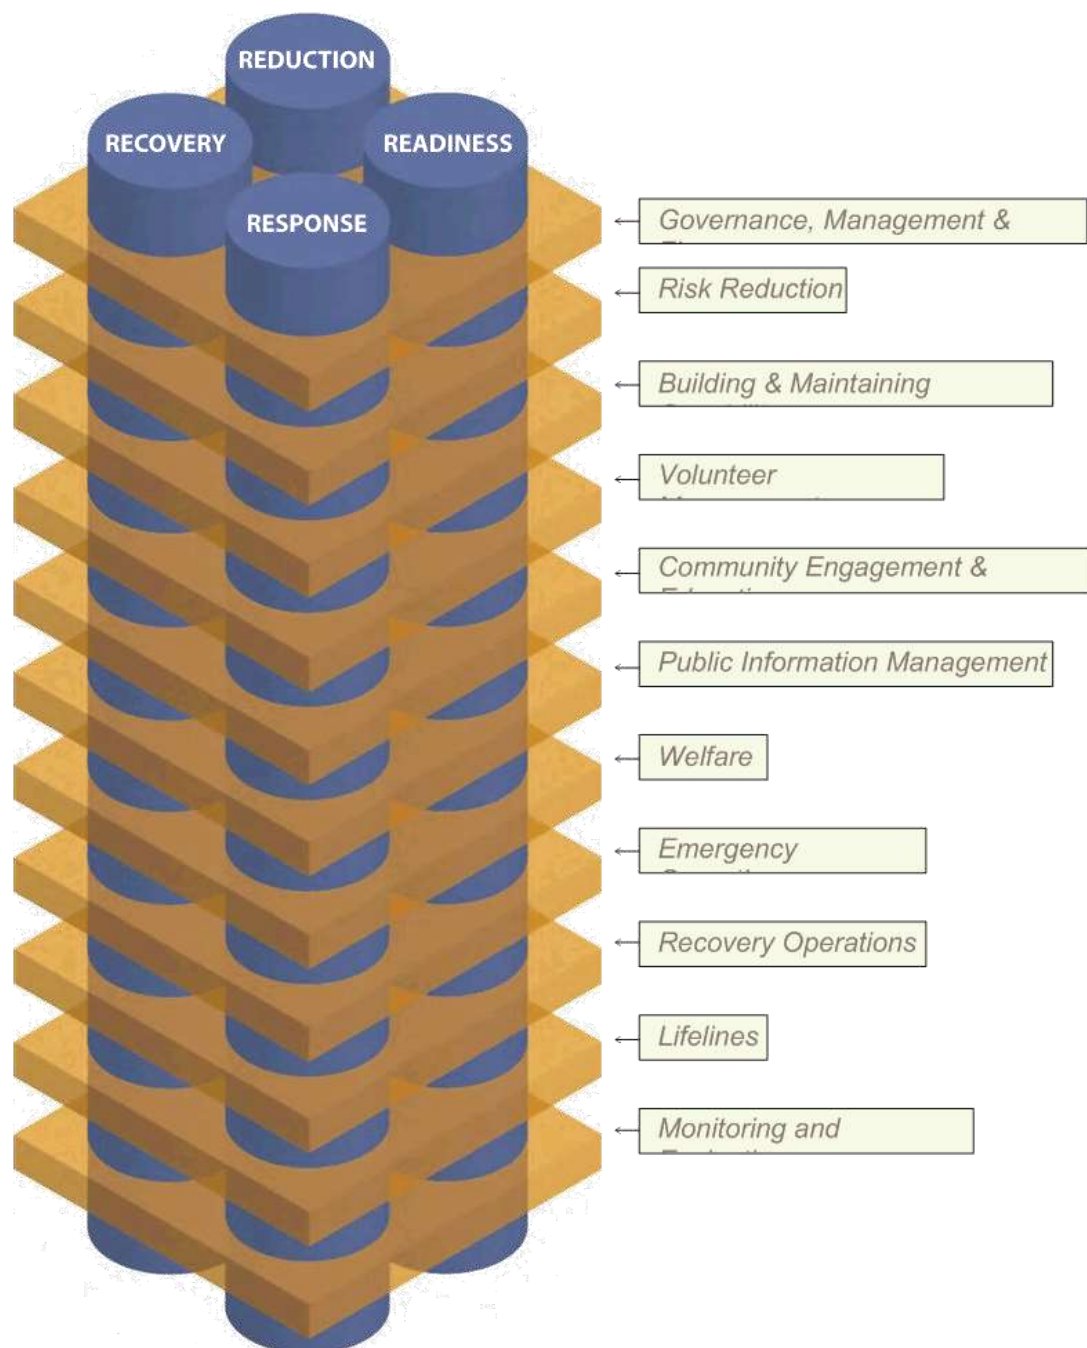 REDUCTION
RECOVERY
READINESS
RESPONSE
Governance, Management &
Risk Reduction
Building & Maintaining
Volunteer
Community Engagement &
Public Information Management
Welfare
Emergency
Recovery Operations
Lifelines
Monitoring and